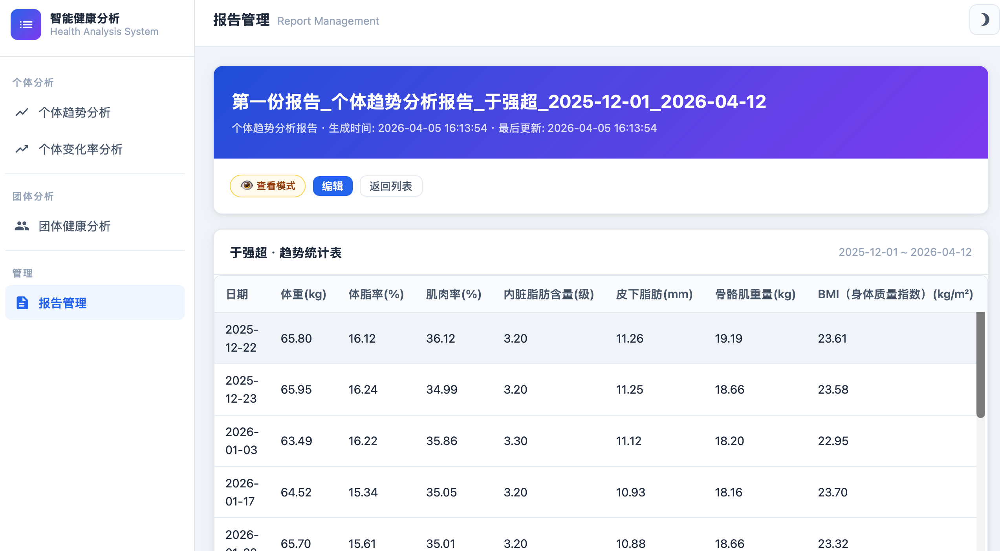 智能健康分析
Health Analysis System
个体分析
个体趋势分析
个体变化率分析
团体分析
团体健康分析
管理
报告管理
报告管理 Report Management
第一份报告_个体趋势分析报告_于强超_2025-12-01_2026-04-12
个体趋势分析报告 · 生成时间: 2026-04-05 16:13:54 · 最后更新: 2026-04-05 16:13:54
查看模式 编辑 返回列表
于强超 · 趋势统计表 2025-12-01 ~ 2026-04-12
日期 体重(kg) 体脂率(%) 肌肉率(%) 内脏脂肪含量(级) 皮下脂肪(mm) 骨骼肌重量(kg) BMI（身体质量指数）(kg/m²)
2025-12-22 65.80 16.12 36.12 3.20 11.26 19.19 23.61
2025-12-23 65.95 16.24 34.99 3.20 11.25 18.66 23.58
2026-01-03 63.49 16.22 35.86 3.30 11.12 18.20 22.95
2026-01-17 64.52 15.34 35.05 3.20 10.93 18.16 23.70
2026- 65.70 15.61 35.01 3.20 10.88 18.66 23.32